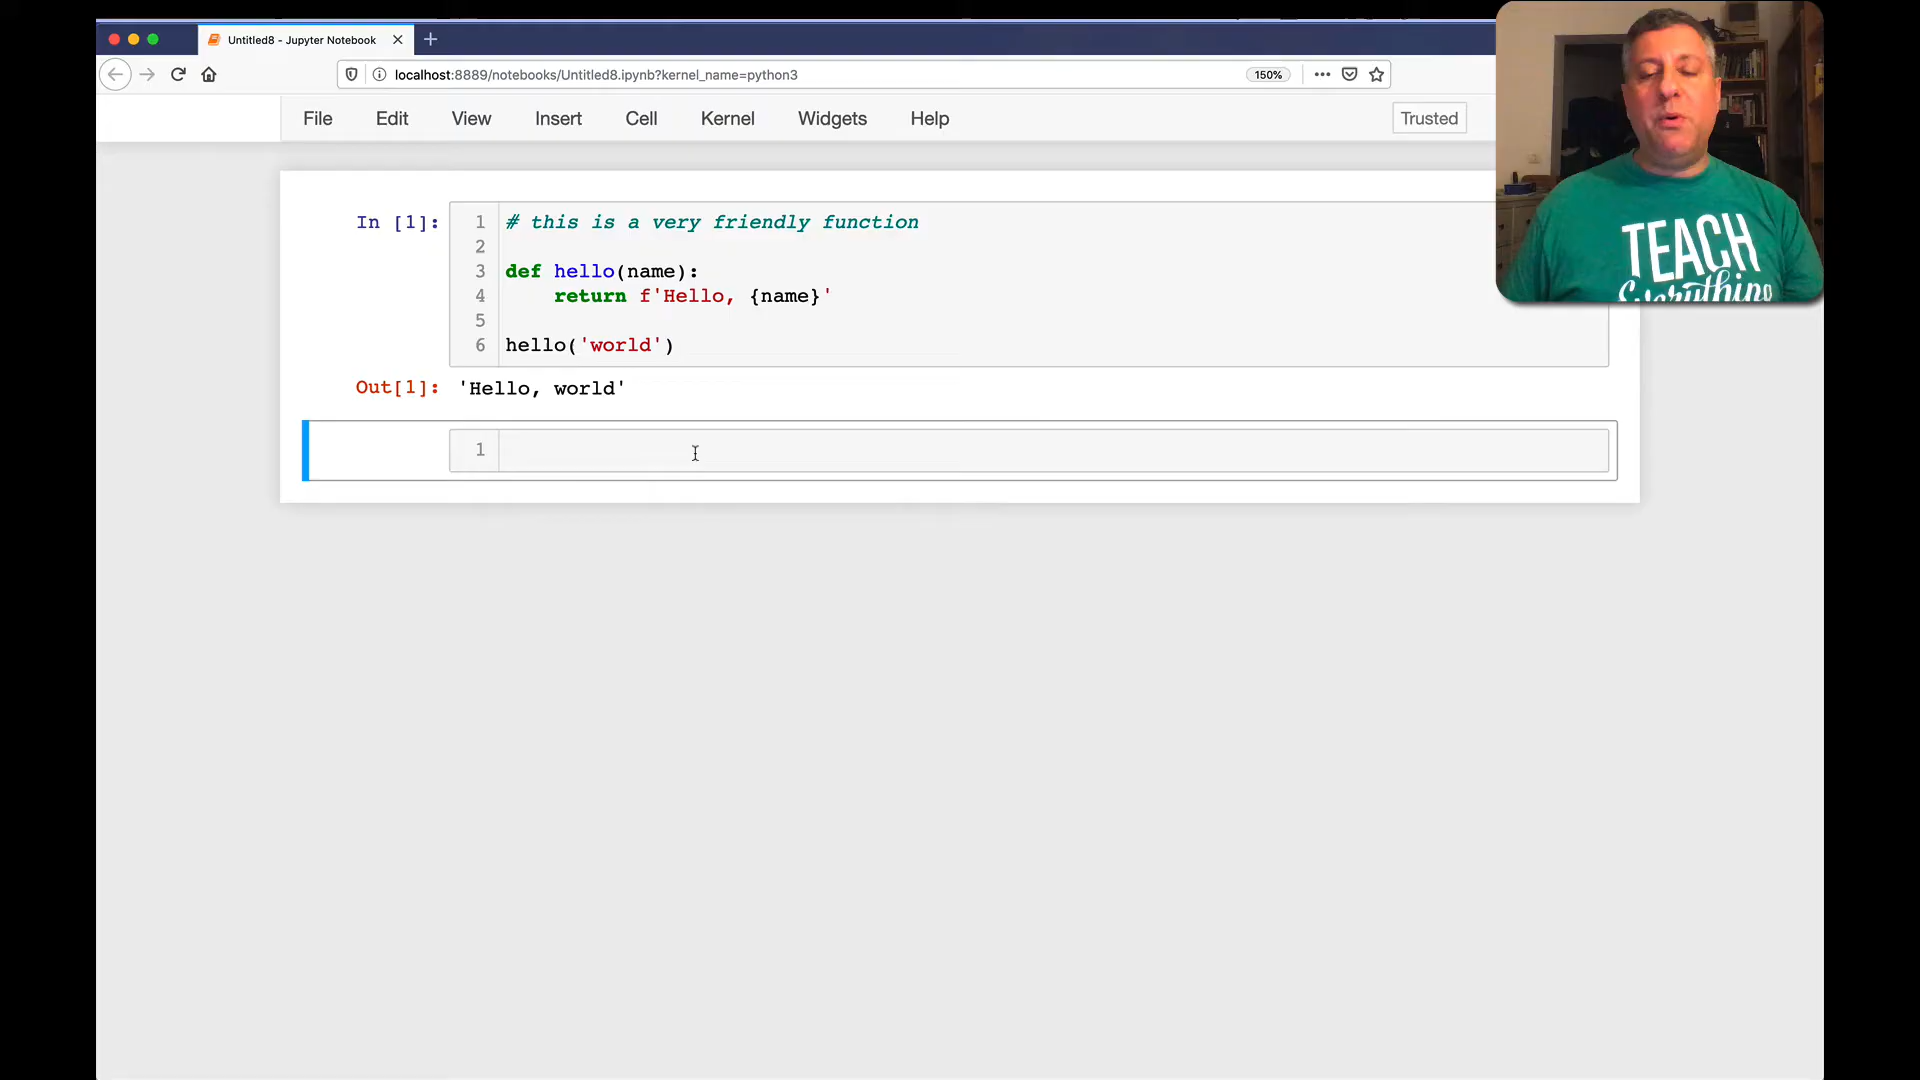 Untitled8 - Jupyter Notebook
localhost:8889/notebooks/Untitled8.ipynb?kernel_name=python3
150%
File Edit View Insert Cell Kernel Widgets Help
Trusted
TEACH
Everything
In [1]:
1 # this is a very friendly function
2
3 def hello(name):
4 return f'Hello, {name}'
5
6 hello('world')
Out[1]: 'Hello, world'
1